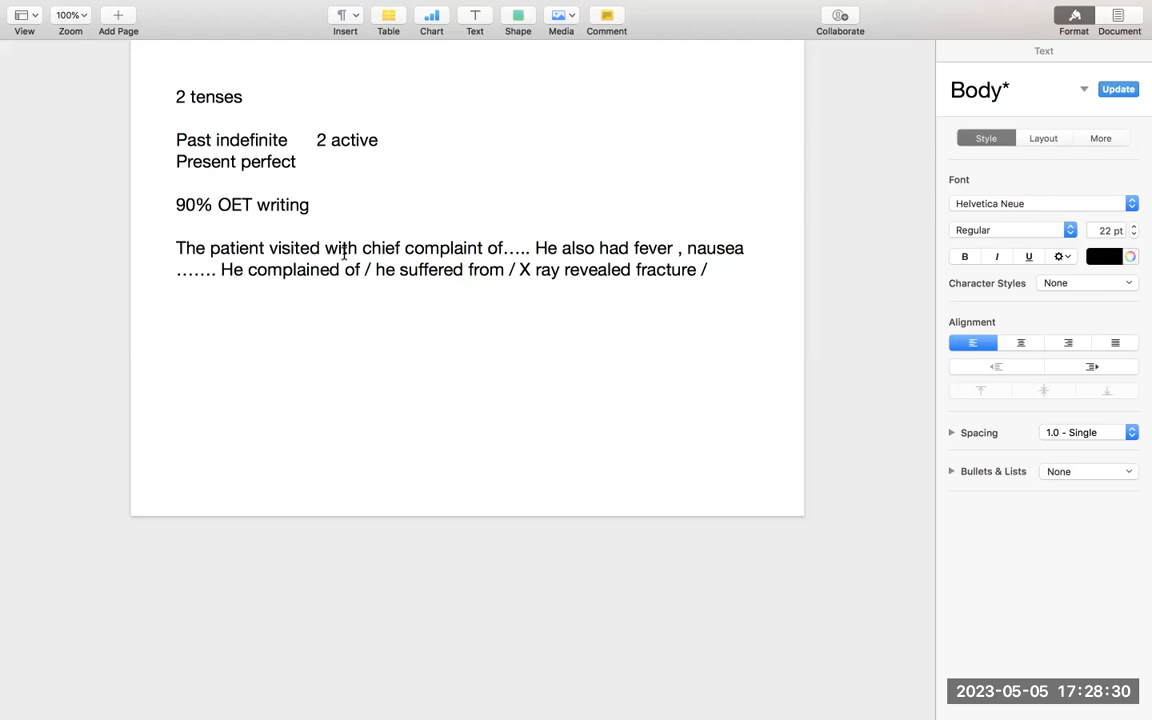 View
100%
Zoom
Add Page
Insert
Table
Chart
Text
Shape
Media
Comment
Collaborate
Format
Document
2 tenses
Past indefinite 2 active
Present perfect
90% OET writing
The patient visited with chief complaint of….. He also had fever , nausea
……. He complained of / he suffered from / X ray revealed fracture /
Text
Body*
Update
Style
Layout
More
Font
Helvetica Neue
Regular
22 pt
B I U
Character Styles
None
Alignment
Spacing
1.0 - Single
Bullets & Lists
None
2023-05-05 17:28:30